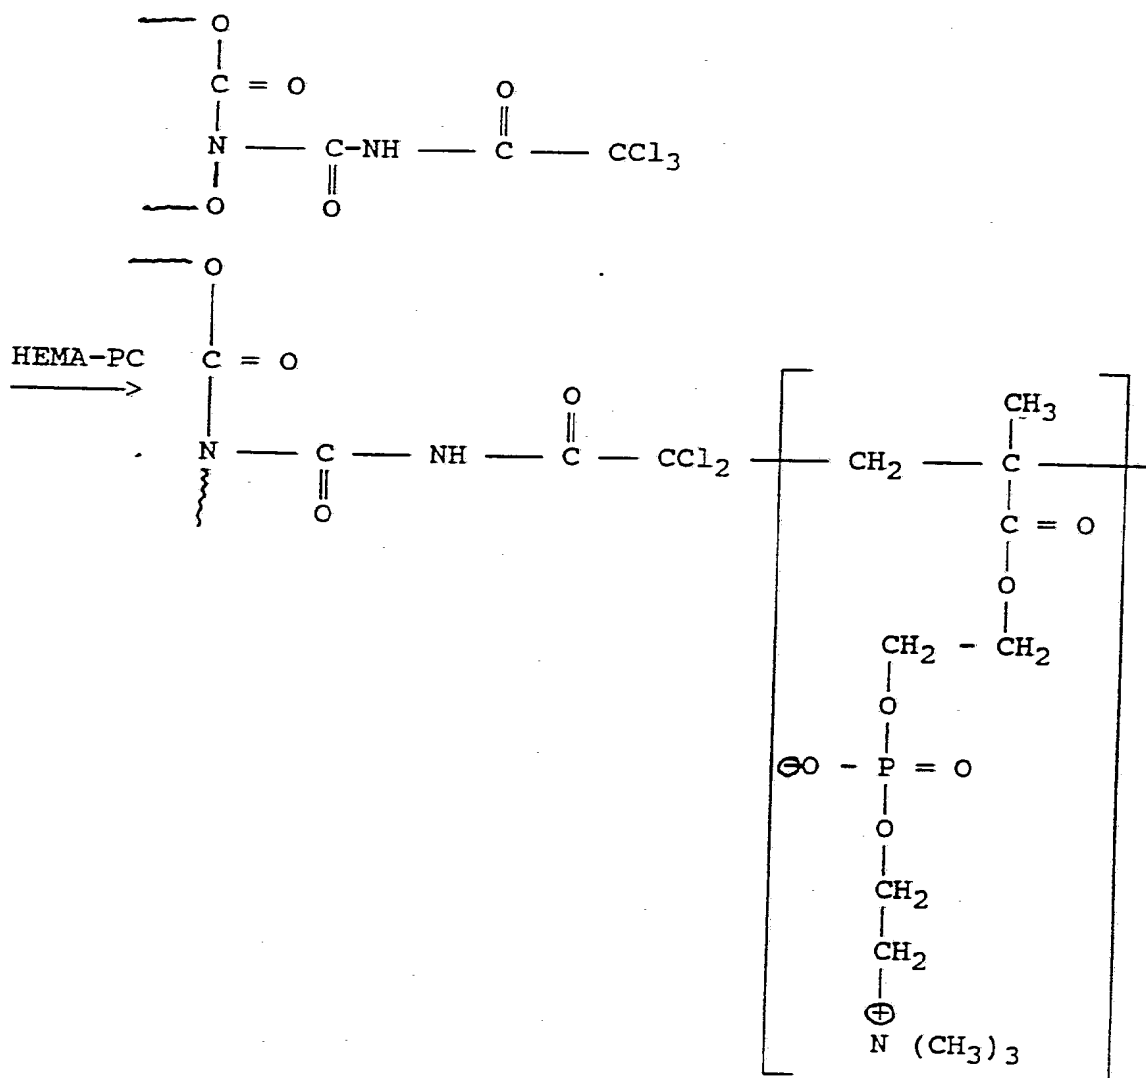 O
C = O
O
N C-NH C CCl3
O O
O
HEMA-PC C = O
O CH3
N C NH C CCl2 CH2 C
O C = O
O
CH2 - CH2
O
⊖O - P = O
O
CH2
CH2
⊕
N (CH3)3